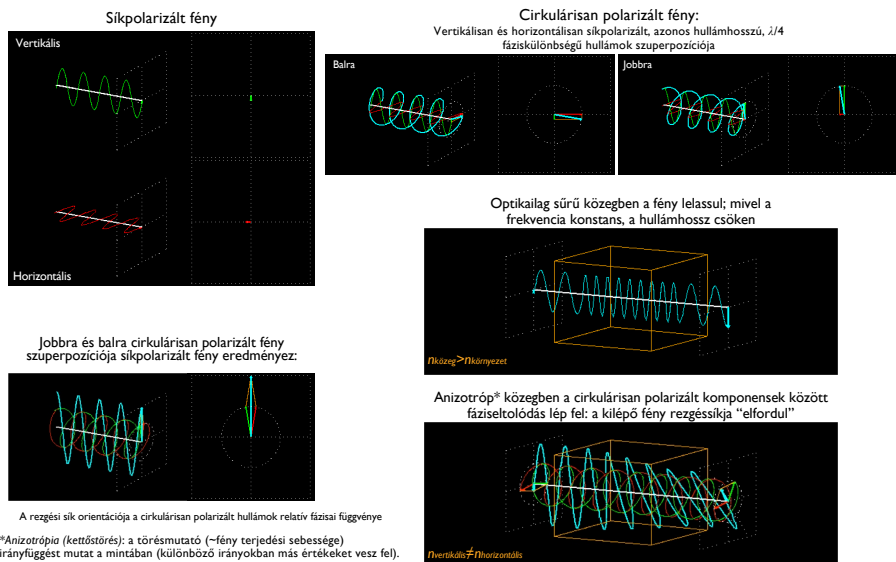 Síkpolarizált fény
Vertikális
Horizontális
Cirkulárisan polarizált fény:
Vertikálisan és horizontálisan síkpolarizált, azonos hullámhosszú, λ/4
fáziskülönbségű hullámok szuperpozíciója
Balra
Jobbra
Optikailag sűrű közegben a fény lelassul; mivel a
frekvencia konstans, a hullámhossz csöken
nközeg>nkörnyezet
Jobbra és balra cirkulárisan polarizált fény
szuperpozíciója síkpolarizált fény eredményez:
A rezgési sík orientációja a cirkulárisan polarizált hullámok relatív fázisai függvénye
*Anizotrópia (kettőstörés): a törésmutató (~fény terjedési sebessége)
irányfüggést mutat a mintában (különböző irányokban más értékeket vesz fel).
Anizotróp* közegben a cirkulárisan polarizált komponensek között
fáziseltolódás lép fel: a kilépő fény rezgéssíkja “elfordul”
nvertikális≠nhorizontális